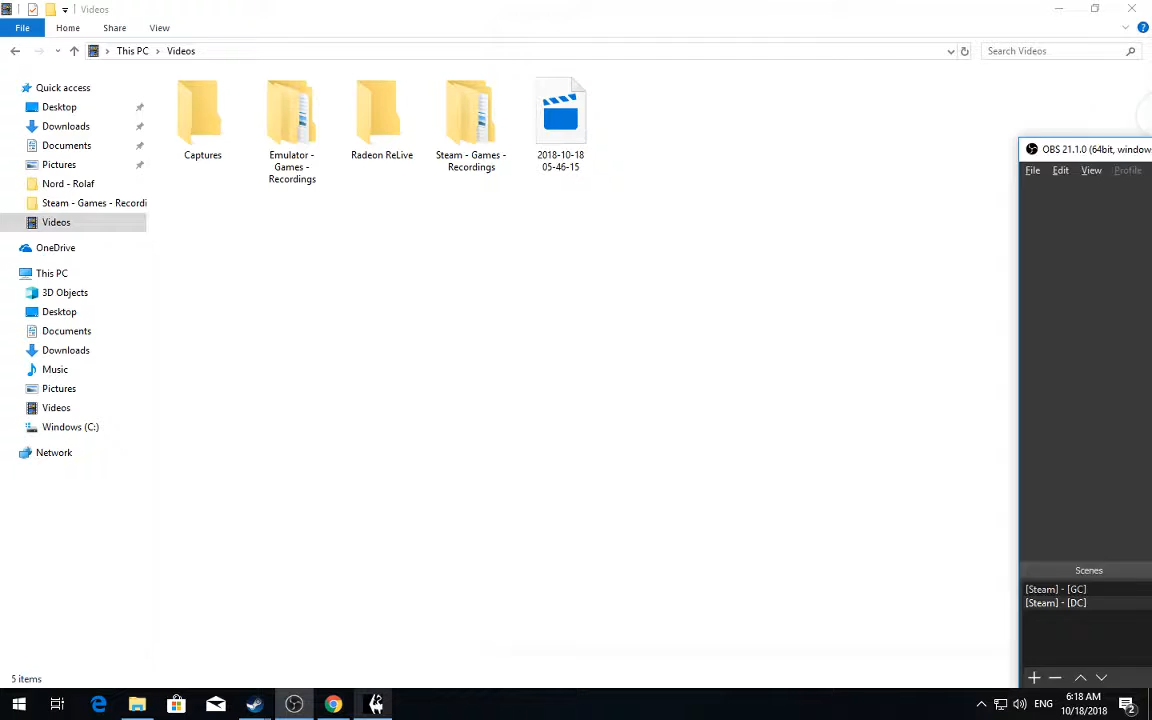 Videos
File Home Share View
This PC Videos Search Videos
Quick access
Desktop
Downloads
Documents
Pictures
Nord - Rolaf
Steam - Games - Recordi
Videos
OneDrive
This PC
3D Objects
Desktop
Documents
Downloads
Music
Pictures
Videos
Windows (C:)
Network
Captures
Emulator -
Games -
Recordings
Radeon ReLive
Steam - Games -
Recordings
2018-10-18
05-46-15
OBS 21.1.0 (64bit, window
File Edit View Profile
Scenes
[Steam] - [GC]
[Steam] - [DC]
5 items
ENG
6:18 AM
10/18/2018
2